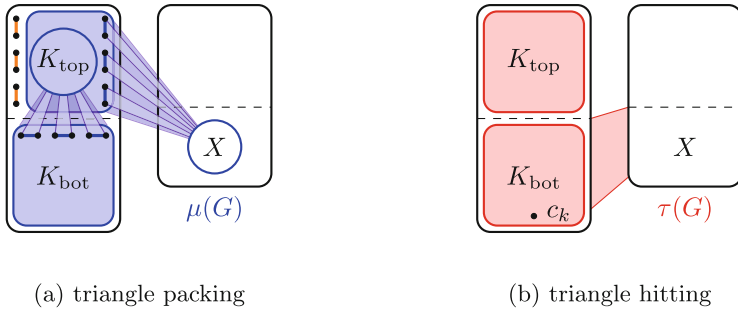 K_top
K_bot
X
μ(G)
(a) triangle packing
K_top
K_bot
c_k
X
τ(G)
(b) triangle hitting